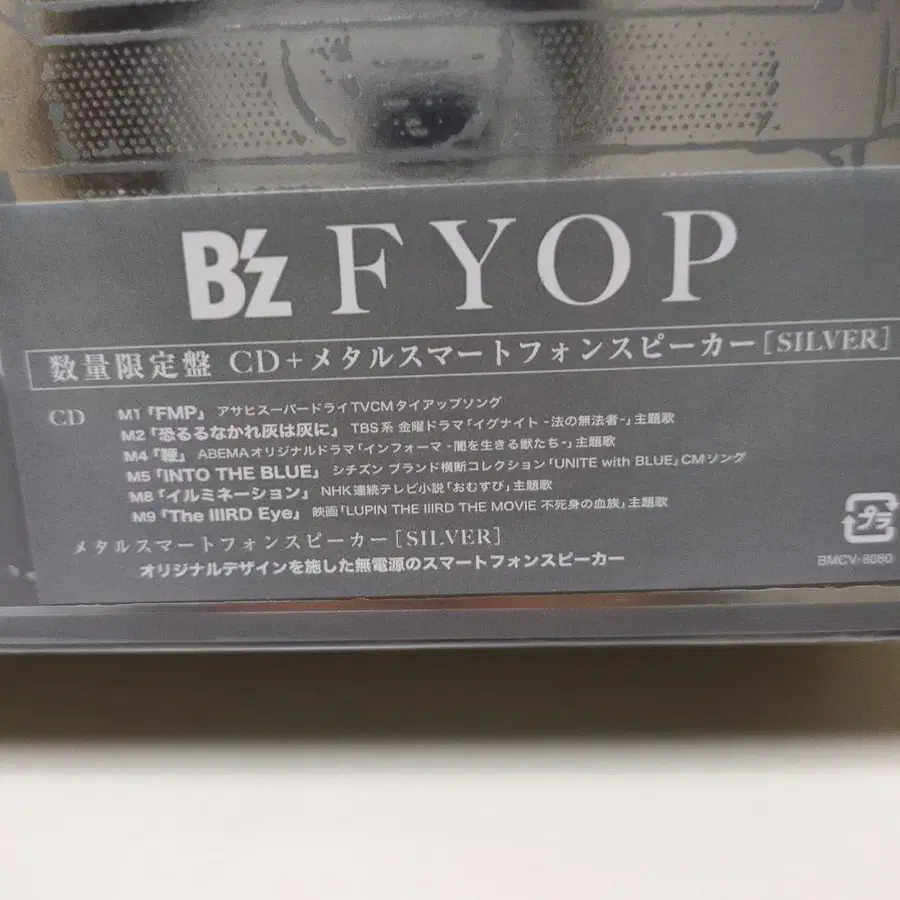 B'z FYOP
数量限定盤 CD+メタルスマートフォンスピーカー[SILVER]
CD M1「FMP」 アサヒスーパードライTVCMタイアップソング
M2「恐るるなかれ灰は灰に」 TBS系 金曜ドラマ「イグナイト -法の無法者-」主題歌
M4「鞭」 ABEMAオリジナルドラマ「インフォーマ -闇を生きる獣たち-」主題歌
M5「INTO THE BLUE」 シチズン ブランド横断コレクション「UNITE with BLUE」CMソング
M8「イルミネーション」 NHK連続テレビ小説「おむすび」主題歌
M9「The IIIRD Eye」 映画「LUPIN THE IIIRD THE MOVIE 不死身の血族」主題歌
メタルスマートフォンスピーカー[SILVER]
オリジナルデザインを施した無電源のスマートフォンスピーカー
プラ
BMCV-8080